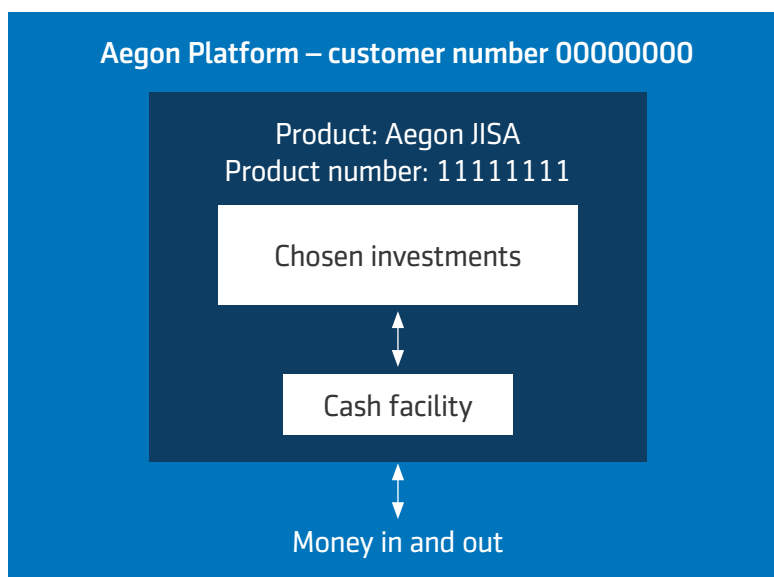 Aegon Platform – customer number 00000000
Product: Aegon JISA
Product number: 11111111
Chosen investments
Cash facility
Money in and out